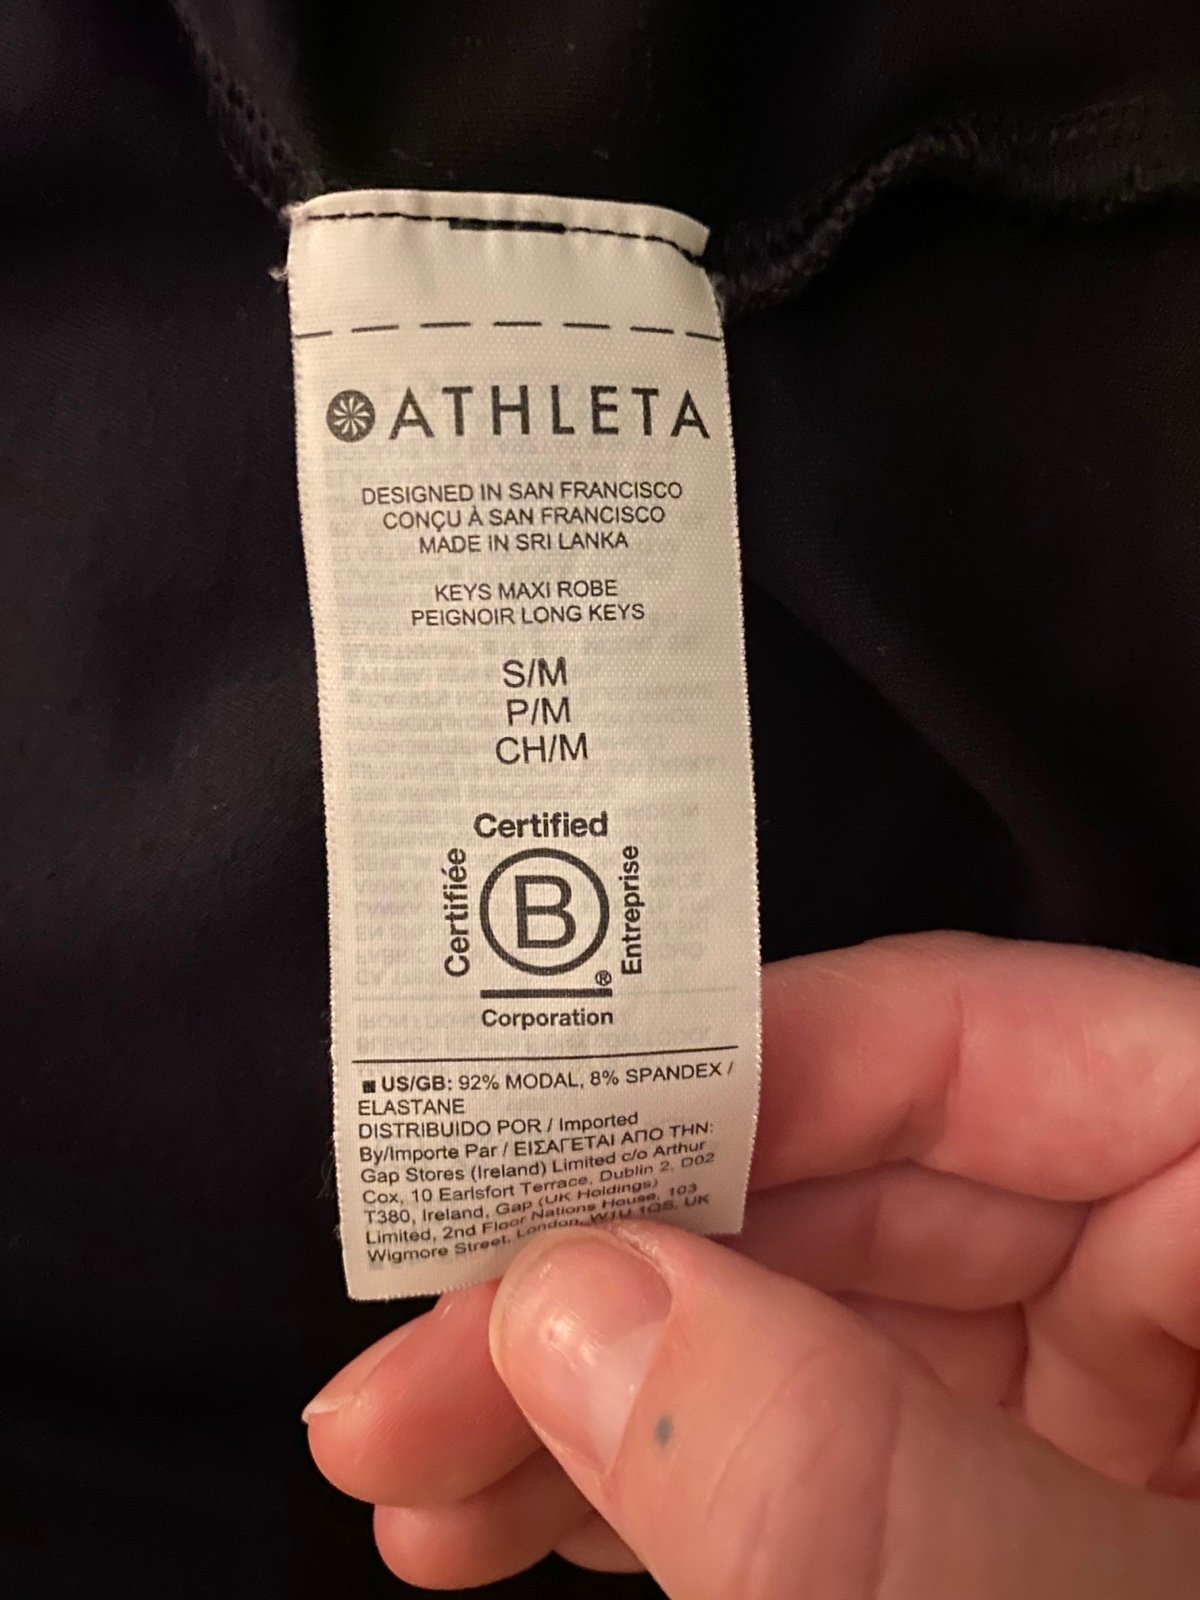 ATHLETA
DESIGNED IN SAN FRANCISCO
CONÇU À SAN FRANCISCO
MADE IN SRI LANKA
KEYS MAXI ROBE
PEIGNOIR LONG KEYS
S/M
P/M
CH/M
Certified
Certifiée
B
Entreprise
®
Corporation
US/GB: 92% MODAL, 8% SPANDEX /
ELASTANE
DISTRIBUIDO POR / Imported
By/Importe Par / ΕΙΣΑΓΕΤΑΙ ΑΠΟ ΤΗΝ:
Gap Stores (Ireland) Limited c/o Arthur
Cox, 10 Earlsfort Terrace, Dublin 2, D02
T380, Ireland, Gap (UK Holdings)
Limited, 2nd Floor Nations House, 103
Wigmore Street, London, W1U 1QS, UK